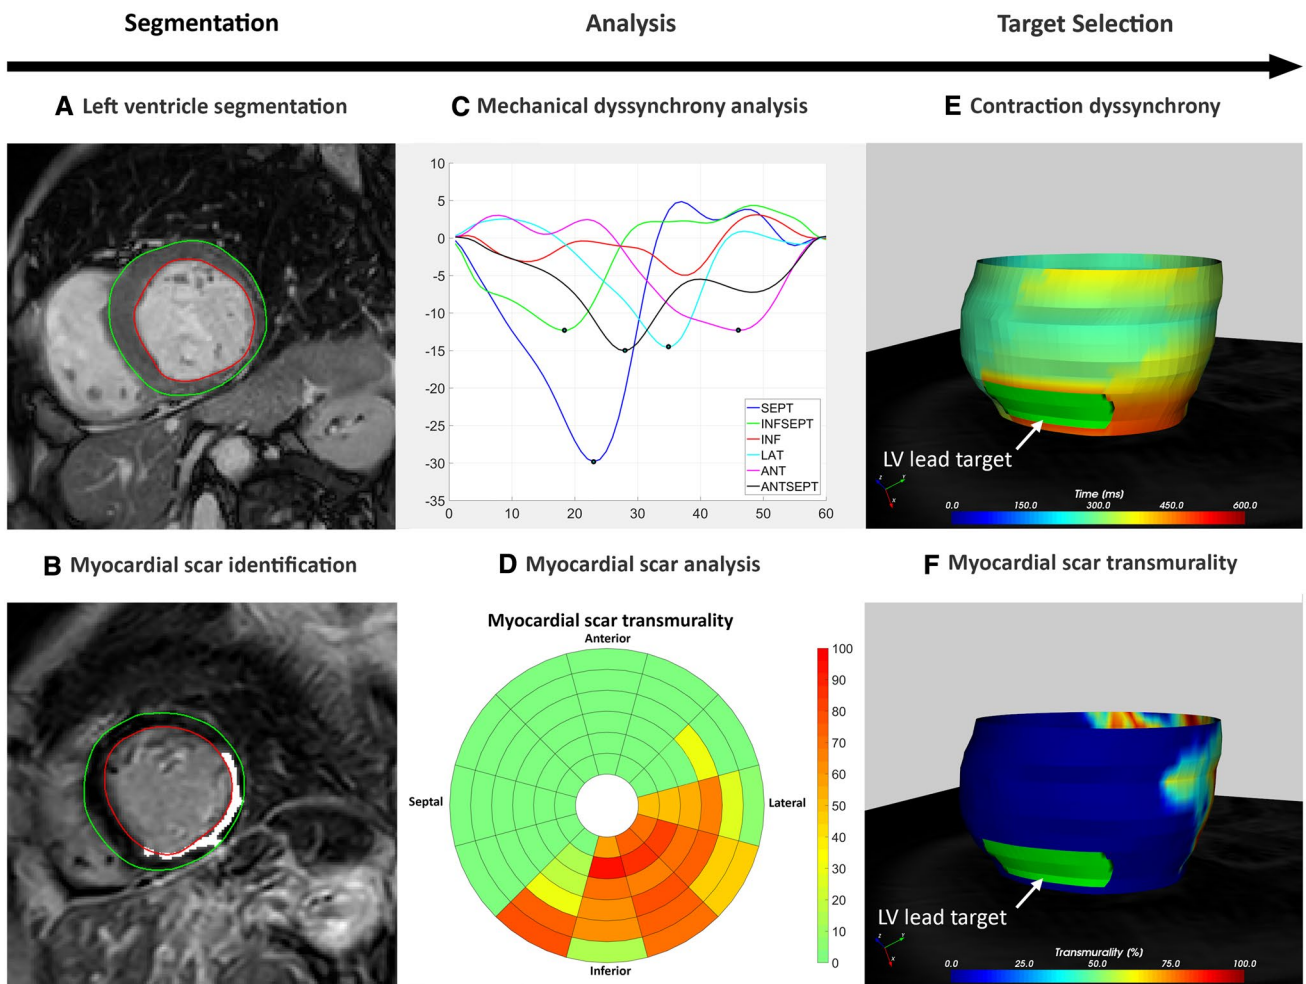 Segmentation
Analysis
Target Selection
A Left ventricle segmentation
C Mechanical dyssynchrony analysis
E Contraction dyssynchrony
10
5
0
-5
-10
-15
-20
-25
-30
-35
0 10 20 30 40 50 60
SEPT
INFSEPT
INF
LAT
ANT
ANTSEPT
LV lead target
Time (ms)
0.0 150.0 300.0 450.0 600.0
B Myocardial scar identification
D Myocardial scar analysis
F Myocardial scar transmurality
Myocardial scar transmurality
Anterior
Septal
Lateral
Inferior
100
90
80
70
60
50
40
30
20
10
0
LV lead target
Transmurality (%)
0.0 25.0 50.0 75.0 100.0